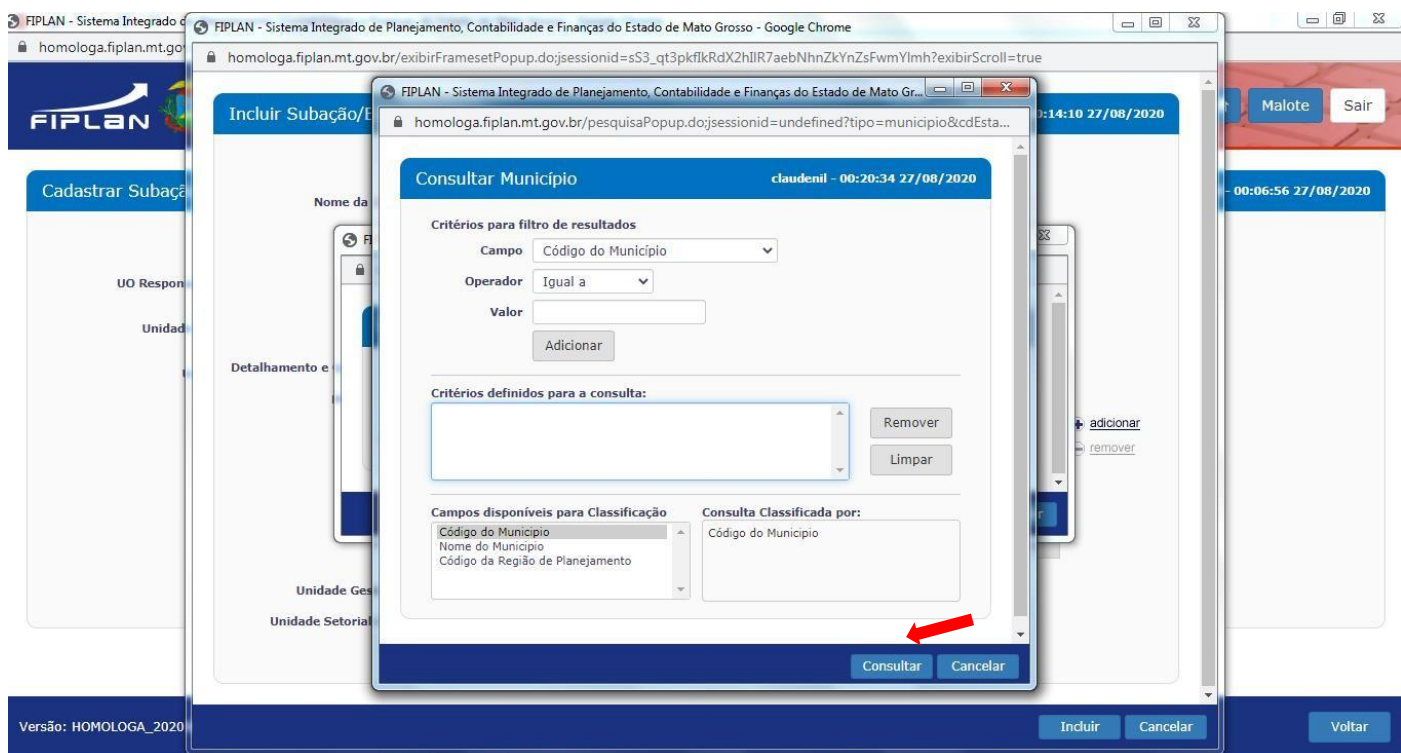 FIPLAN - Sistema Integrado d
homologa.fiplan.mt.gov
FIPLAN
Malote
Sair
Cadastrar Subaçã
- 00:06:56 27/08/2020
UO Respon
Unidad
Versão: HOMOLOGA_2020
Voltar
FIPLAN - Sistema Integrado de Planejamento, Contabilidade e Finanças do Estado de Mato Grosso - Google Chrome
homologa.fiplan.mt.gov.br/exibirFramesetPopup.do;jsessionid=sS3_qt3pkfIkRdX2hIlR7aebNhnZkYnZsFwmYlmh?exibirScroll=true
Incluir Subação/E
:14:10 27/08/2020
Nome da
Detalhamento e
adicionar
remover
Unidade Ges
Unidade Setorial
Incluir
Cancelar
FIPLAN - Sistema Integrado de Planejamento, Contabilidade e Finanças do Estado de Mato Gr...
homologa.fiplan.mt.gov.br/pesquisaPopup.do;jsessionid=undefined?tipo=municipio&cdEsta...
Consultar Município
claudenil - 00:20:34 27/08/2020
Critérios para filtro de resultados
Campo
Código do Município
Operador
Igual a
Valor
Adicionar
Critérios definidos para a consulta:
Remover
Limpar
Campos disponíveis para Classificação
Consulta Classificada por:
Código do Municipio
Nome do Municipio
Código da Região de Planejamento
Código do Municipio
Consultar
Cancelar